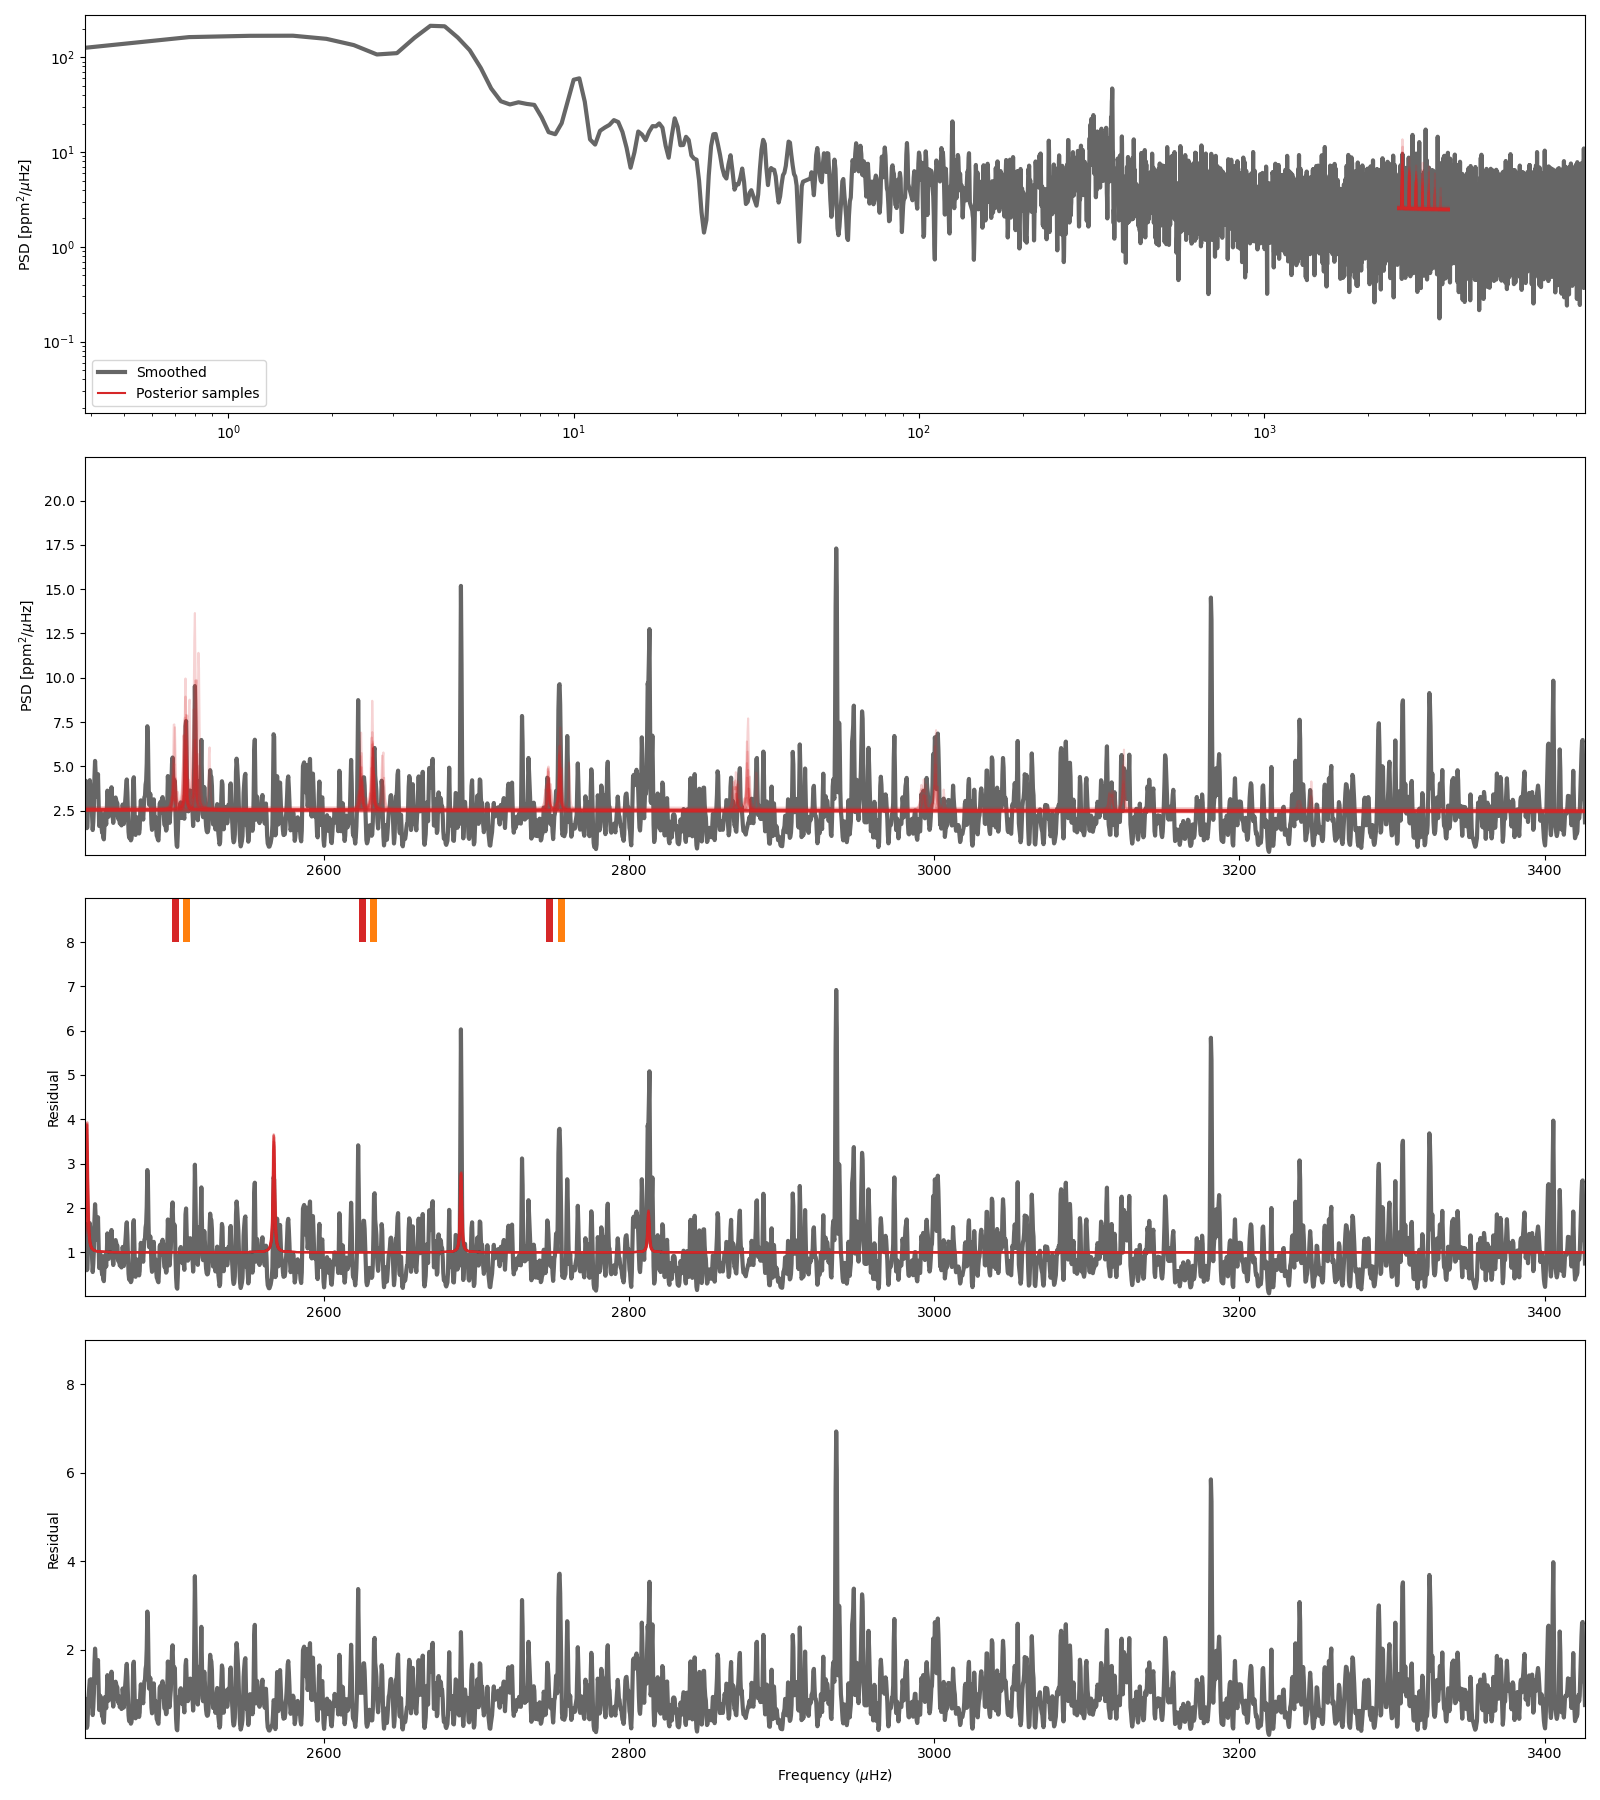 PSD [ppm²/μHz]
10²
10¹
10⁰
10⁻¹
Smoothed
Posterior samples
10⁰ 10¹ 10² 10³
PSD [ppm²/μHz]
20.0
17.5
15.0
12.5
10.0
7.5
5.0
2.5
2600 2800 3000 3200 3400
Residual
8
7
6
5
4
3
2
1
2600 2800 3000 3200 3400
Residual
8
6
4
2
2600 2800 3000 3200 3400
Frequency (μHz)